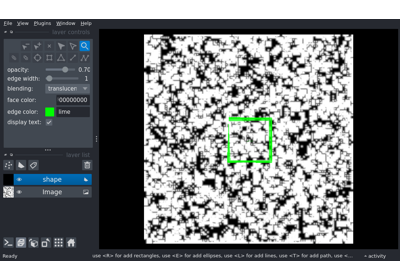 File View Plugins Window Help
layer controls
opacity: 0.70
edge width: 1
blending: translucen
face color: 00000000
edge color: lime
display text:
layer list
shape
Image
Ready
use <R> for add rectangles, use <E> for add ellipses, use <L> for add lines, use <T> for add path, use <...
activity